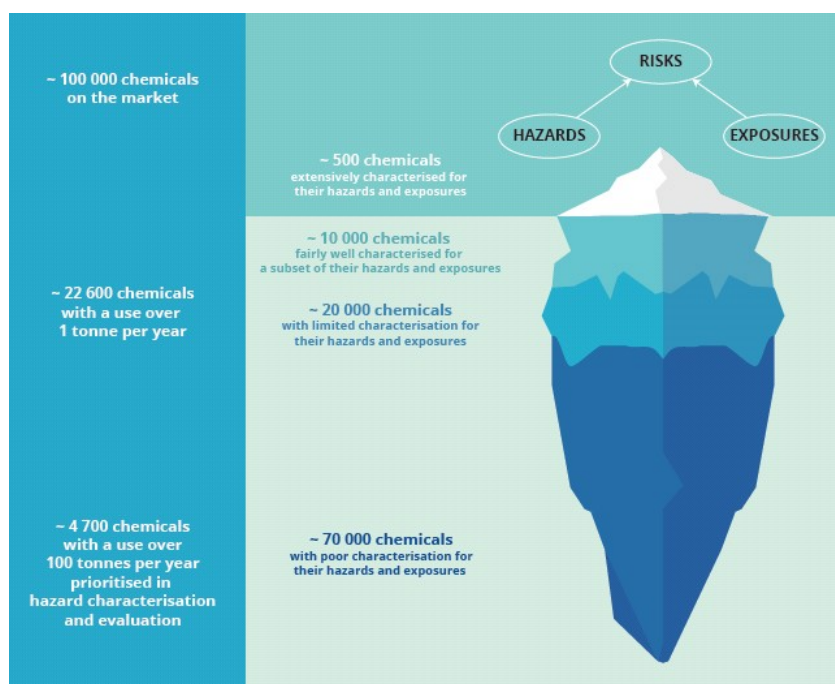 ~ 100 000 chemicals
on the market
~ 22 600 chemicals
with a use over
1 tonne per year
~ 4 700 chemicals
with a use over
100 tonnes per year
prioritised in
hazard characterisation
and evaluation
RISKS
HAZARDS
EXPOSURES
~ 500 chemicals
extensively characterised for
their hazards and exposures
~ 10 000 chemicals
fairly well characterised for
a subset of their hazards and exposures
~ 20 000 chemicals
with limited characterisation for
their hazards and exposures
~ 70 000 chemicals
with poor characterisation for
their hazards and exposures